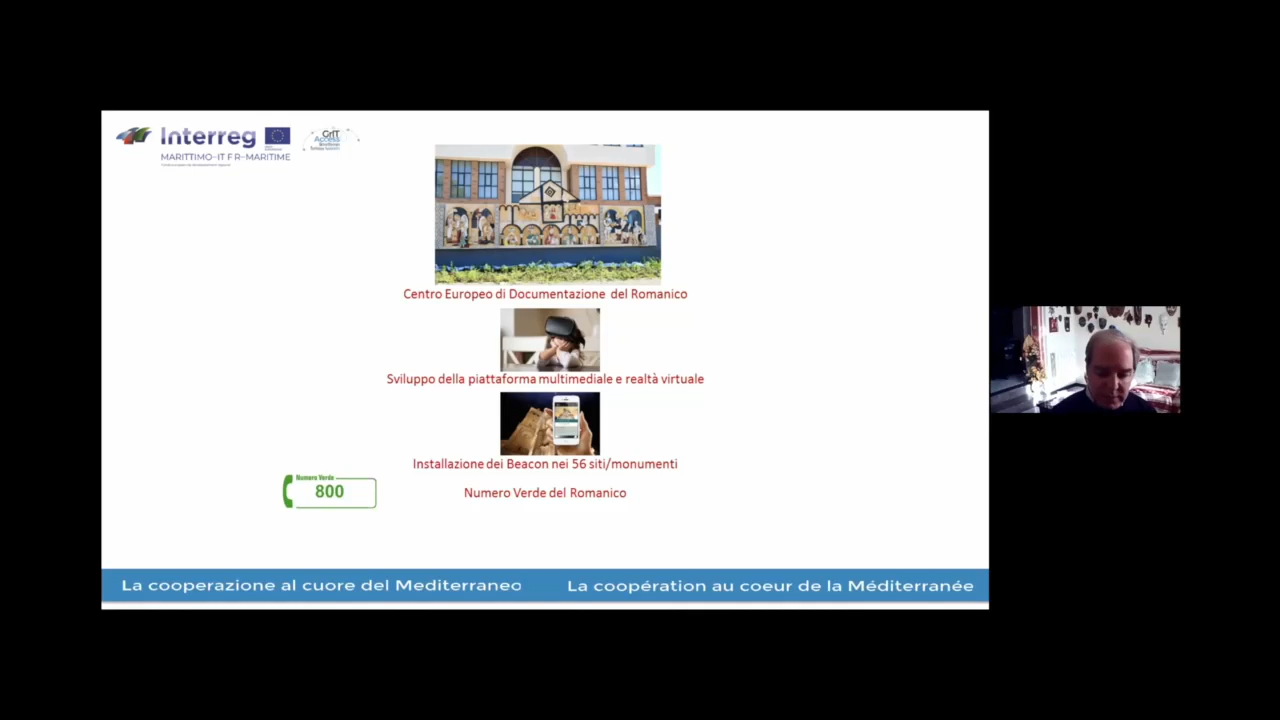 Interreg
MARITTIMO-IT FR-MARITIME
GrIT
Access
Centro Europeo di Documentazione del Romanico
Sviluppo della piattaforma multimediale e realtà virtuale
Installazione dei Beacon nei 56 siti/monumenti
Numero Verde
800
Numero Verde del Romanico
La cooperazione al cuore del Mediterraneo
La coopération au coeur de la Méditerranée